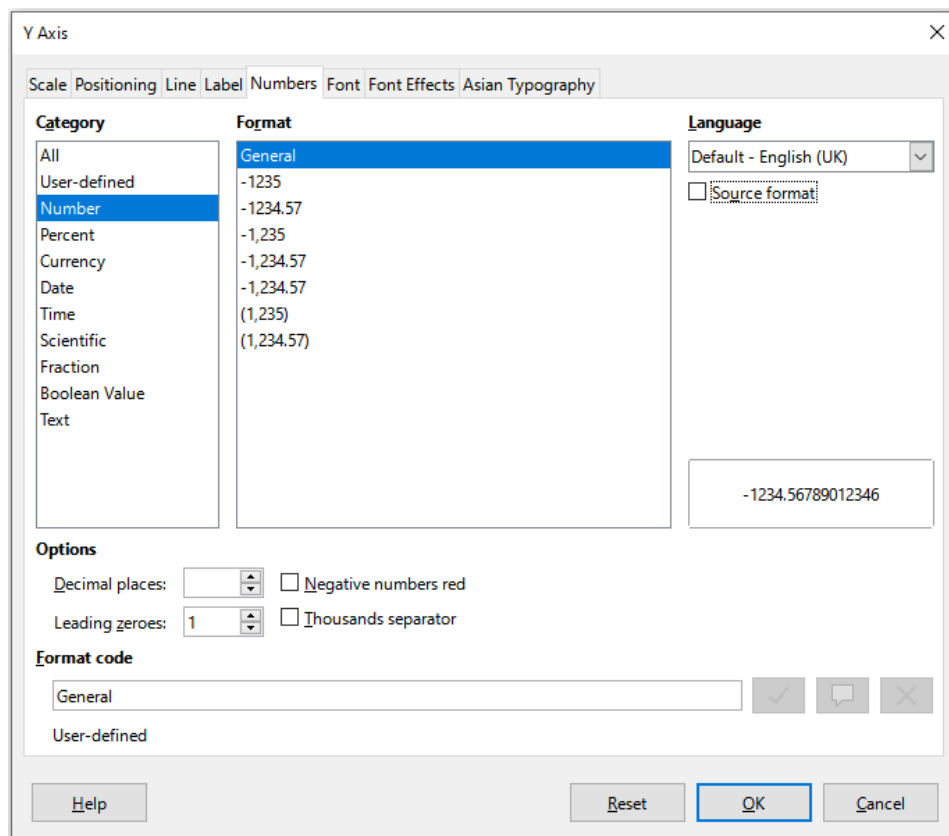 Y Axis
Scale Positioning Line Label Numbers Font Font Effects Asian Typography
Category
All
User-defined
Number
Percent
Currency
Date
Time
Scientific
Fraction
Boolean Value
Text
Format
General
-1235
-1234.57
-1,235
-1,234.57
-1,234.57
(1,235)
(1,234.57)
Language
Default - English (UK)
Source format
-1234.56789012346
Options
Decimal places:
Negative numbers red
Leading zeroes: 1
Thousands separator
Format code
General
User-defined
Help Reset OK Cancel